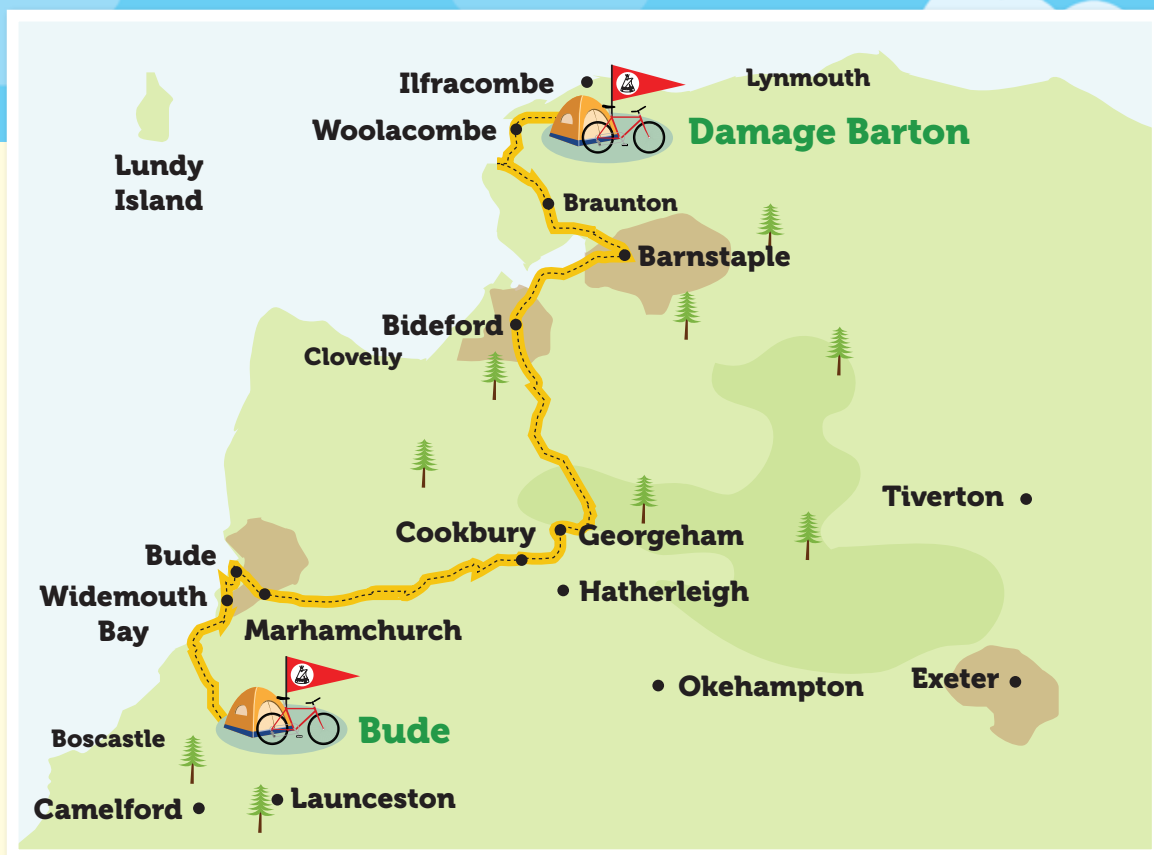 Ilfracombe
Lynmouth
Woolacombe
Damage Barton
Lundy
Island
Braunton
Barnstaple
Bideford
Clovelly
Tiverton
Cookbury
Georgeham
Bude
Hatherleigh
Widemouth
Bay
Marhamchurch
Exeter
Okehampton
Bude
Boscastle
Launceston
Camelford